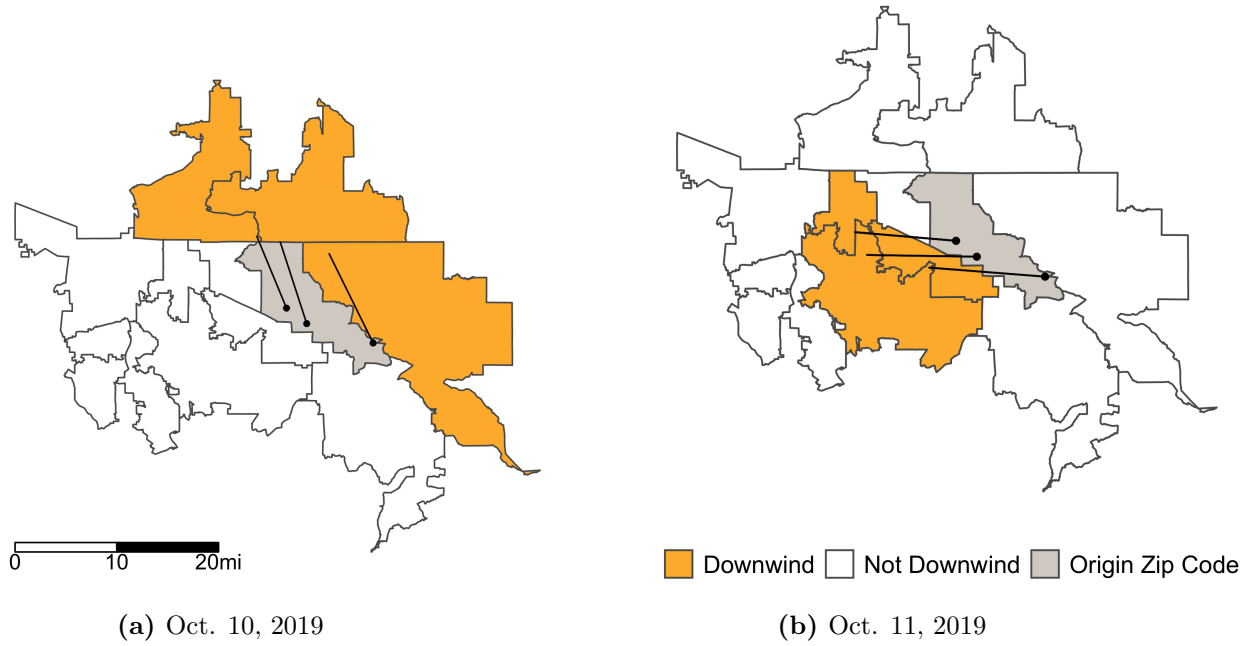 0 10 20mi
Downwind Not Downwind Origin Zip Code
(a) Oct. 10, 2019
(b) Oct. 11, 2019